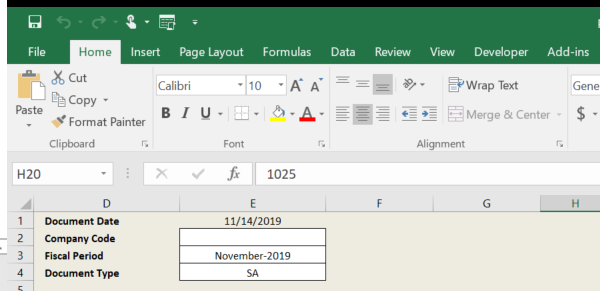 File Home Insert Page Layout Formulas Data Review View Developer Add-ins
Cut
Copy
Format Painter
Paste
Clipboard
Calibri 10 A A
B I U A
Font
Wrap Text
Merge & Center
Alignment
Gene
$
H20 fx 1025
D E F G H
1 Document Date 11/14/2019
2 Company Code
3 Fiscal Period November-2019
4 Document Type SA